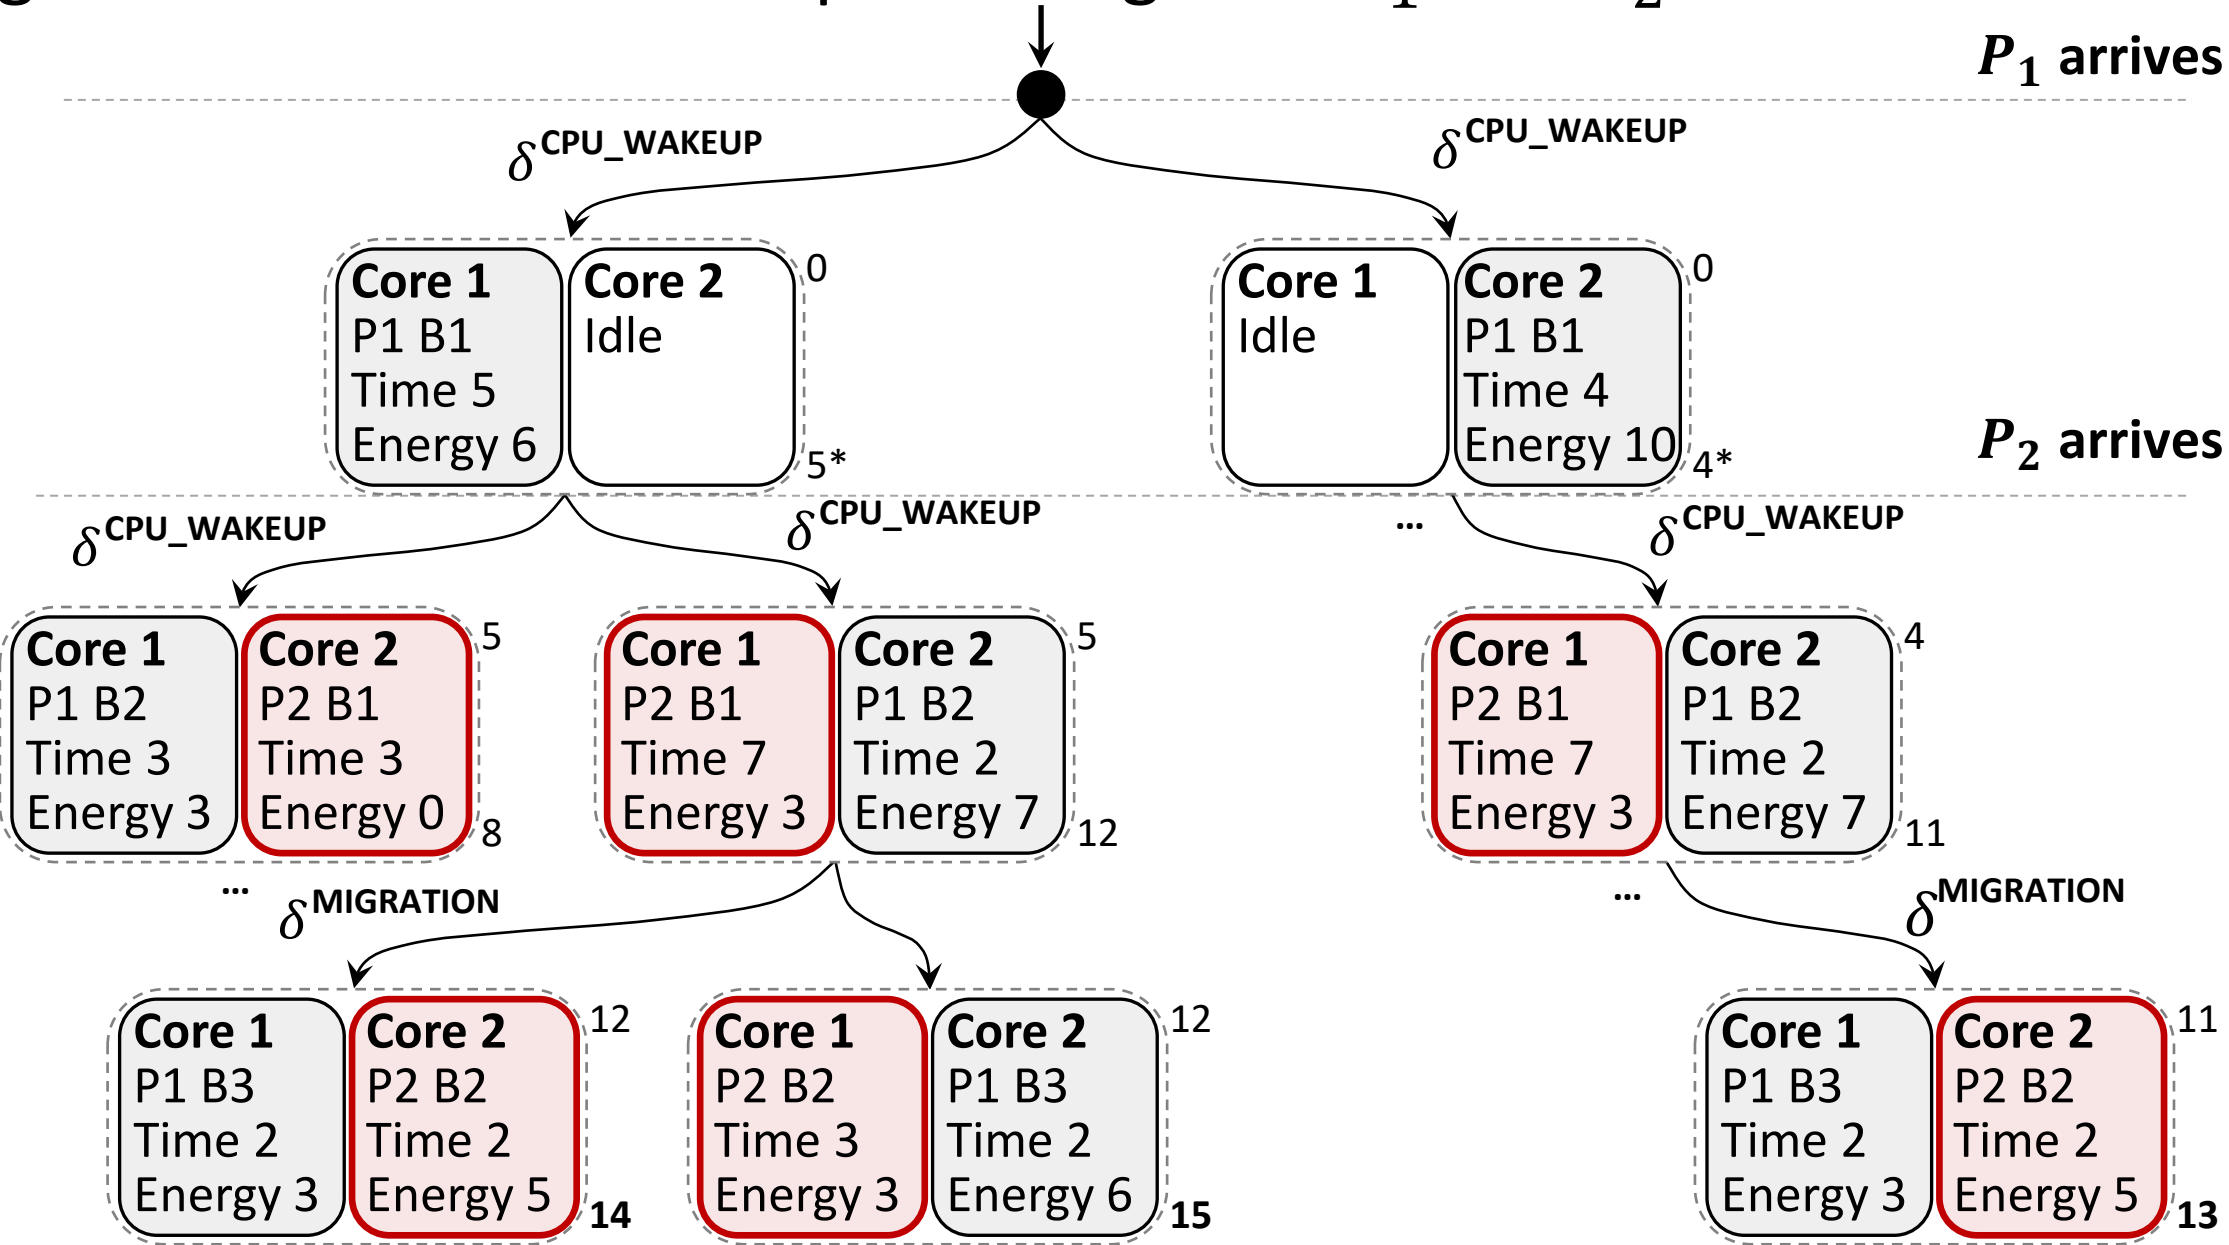 P₁ arrives
δ^CPU_WAKEUP
δ^CPU_WAKEUP
Core 1
P1 B1
Time 5
Energy 6
Core 2
Idle
0
5*
Core 1
Idle
Core 2
P1 B1
Time 4
Energy 10
0
4*
P₂ arrives
δ^CPU_WAKEUP
δ^CPU_WAKEUP
...
δ^CPU_WAKEUP
Core 1
P1 B2
Time 3
Energy 3
Core 2
P2 B1
Time 3
Energy 0
5
8
Core 1
P2 B1
Time 7
Energy 3
Core 2
P1 B2
Time 2
Energy 7
5
12
Core 1
P2 B1
Time 7
Energy 3
Core 2
P1 B2
Time 2
Energy 7
4
11
...
δ^MIGRATION
...
δ^MIGRATION
Core 1
P1 B3
Time 2
Energy 3
Core 2
P2 B2
Time 2
Energy 5
12
14
Core 1
P2 B2
Time 3
Energy 3
Core 2
P1 B3
Time 2
Energy 6
12
15
Core 1
P1 B3
Time 2
Energy 3
Core 2
P2 B2
Time 2
Energy 5
11
13